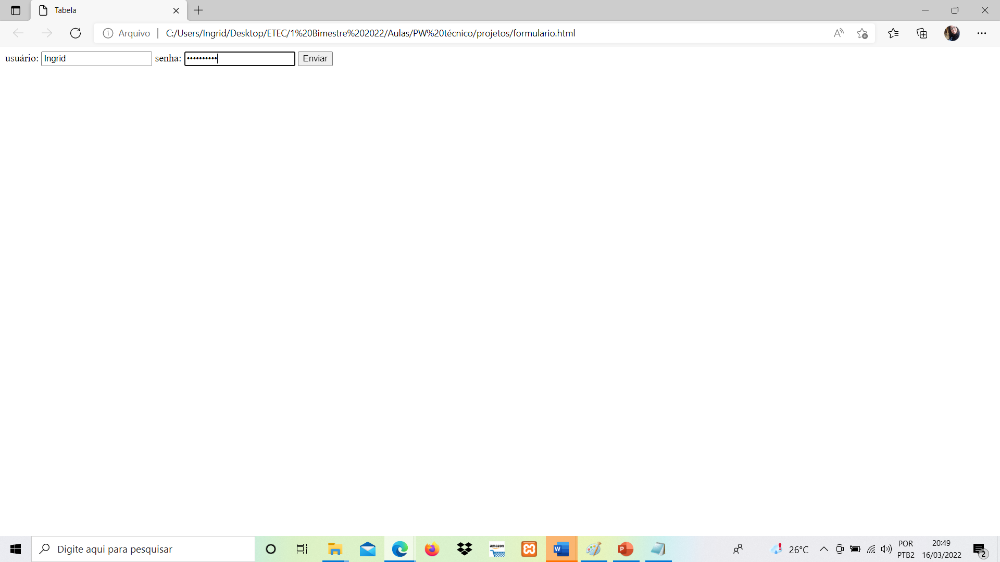 Tabela
Arquivo | C:/Users/Ingrid/Desktop/ETEC/1%20Bimestre%202022/Aulas/PW%20técnico/projetos/formulario.html
usuário: Ingrid senha: •••••••••• Enviar
Digite aqui para pesquisar
amazon
W
P
26°C
POR
PTB2
20:49
16/03/2022
2